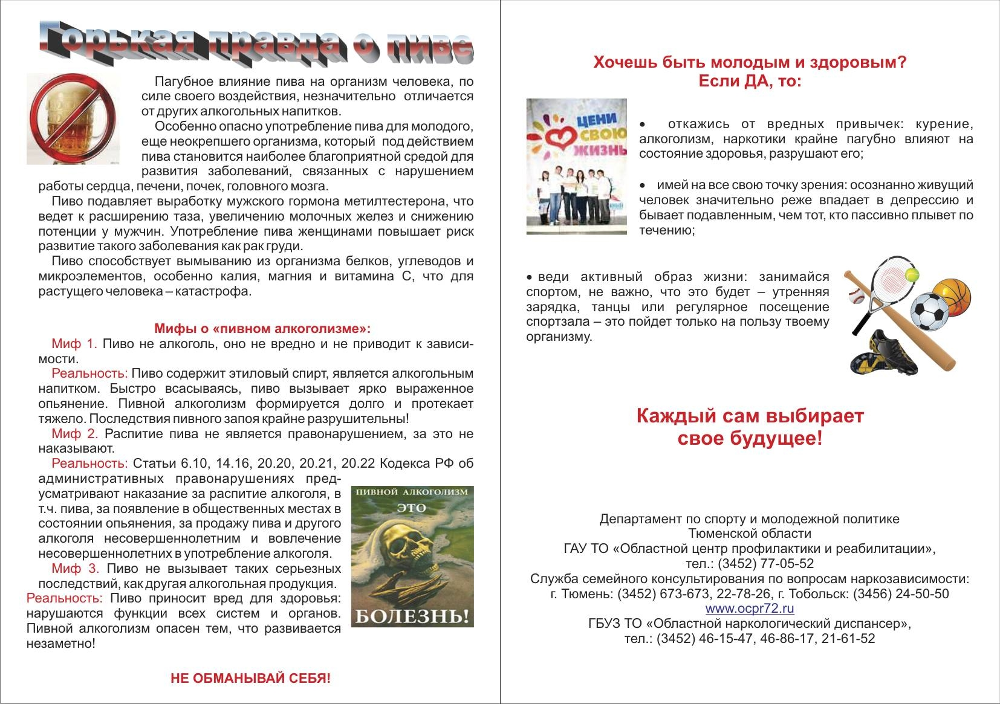 Горькая правда о пиве
Пагубное влияние пива на организм человека, по
силе своего воздействия, незначительно отличается
от других алкогольных напитков.
Особенно опасно употребление пива для молодого,
еще неокрепшего организма, который под действием
пива становится наиболее благоприятной средой для
развития заболеваний, связанных с нарушением
работы сердца, печени, почек, головного мозга.
Пиво подавляет выработку мужского гормона метилтестерона, что
ведет к расширению таза, увеличению молочных желез и снижению
потенции у мужчин. Употребление пива женщинами повышает риск
развитие такого заболевания как рак груди.
Пиво способствует вымыванию из организма белков, углеводов и
микроэлементов, особенно калия, магния и витамина С, что для
растущего человека – катастрофа.
Мифы о «пивном алкоголизме»:
Миф 1. Пиво не алкоголь, оно не вредно и не приводит к зависи-
мости.
Реальность: Пиво содержит этиловый спирт, является алкогольным
напитком. Быстро всасываясь, пиво вызывает ярко выраженное
опьянение. Пивной алкоголизм формируется долго и протекает
тяжело. Последствия пивного запоя крайне разрушительны!
Миф 2. Распитие пива не является правонарушением, за это не
наказывают.
Реальность: Статьи 6.10, 14.16, 20.20, 20.21, 20.22 Кодекса РФ об
административных правонарушениях пред-
усматривают наказание за распитие алкоголя, в
т.ч. пива, за появление в общественных местах в
состоянии опьянения, за продажу пива и другого
алкоголя несовершеннолетним и вовлечение
несовершеннолетних в употребление алкоголя.
Миф 3. Пиво не вызывает таких серьезных
последствий, как другая алкогольная продукция.
Реальность: Пиво приносит вред для здоровья:
нарушаются функции всех систем и органов.
Пивной алкоголизм опасен тем, что развивается
незаметно!
ПИВНОЙ АЛКОГОЛИЗМ
ЭТО
БОЛЕЗНЬ!
НЕ ОБМАНЫВАЙ СЕБЯ!
Хочешь быть молодым и здоровым?
Если ДА, то:
ЦЕНИ
СВОЮ
ЖИЗНЬ
• откажись от вредных привычек: курение,
алкоголизм, наркотики крайне пагубно влияют на
состояние здоровья, разрушают его;
• имей на все свою точку зрения: осознанно живущий
человек значительно реже впадает в депрессию и
бывает подавленным, чем тот, кто пассивно плывет по
течению;
• веди активный образ жизни: занимайся
спортом, не важно, что это будет – утренняя
зарядка, танцы или регулярное посещение
спортзала – это пойдет только на пользу твоему
организму.
Каждый сам выбирает
свое будущее!
Департамент по спорту и молодежной политике
Тюменской области
ГАУ ТО «Областной центр профилактики и реабилитации»,
тел.: (3452) 77-05-52
Служба семейного консультирования по вопросам наркозависимости:
г. Тюмень: (3452) 673-673, 22-78-26, г. Тобольск: (3456) 24-50-50
www.ocpr72.ru
ГБУЗ ТО «Областной наркологический диспансер»,
тел.: (3452) 46-15-47, 46-86-17, 21-61-52